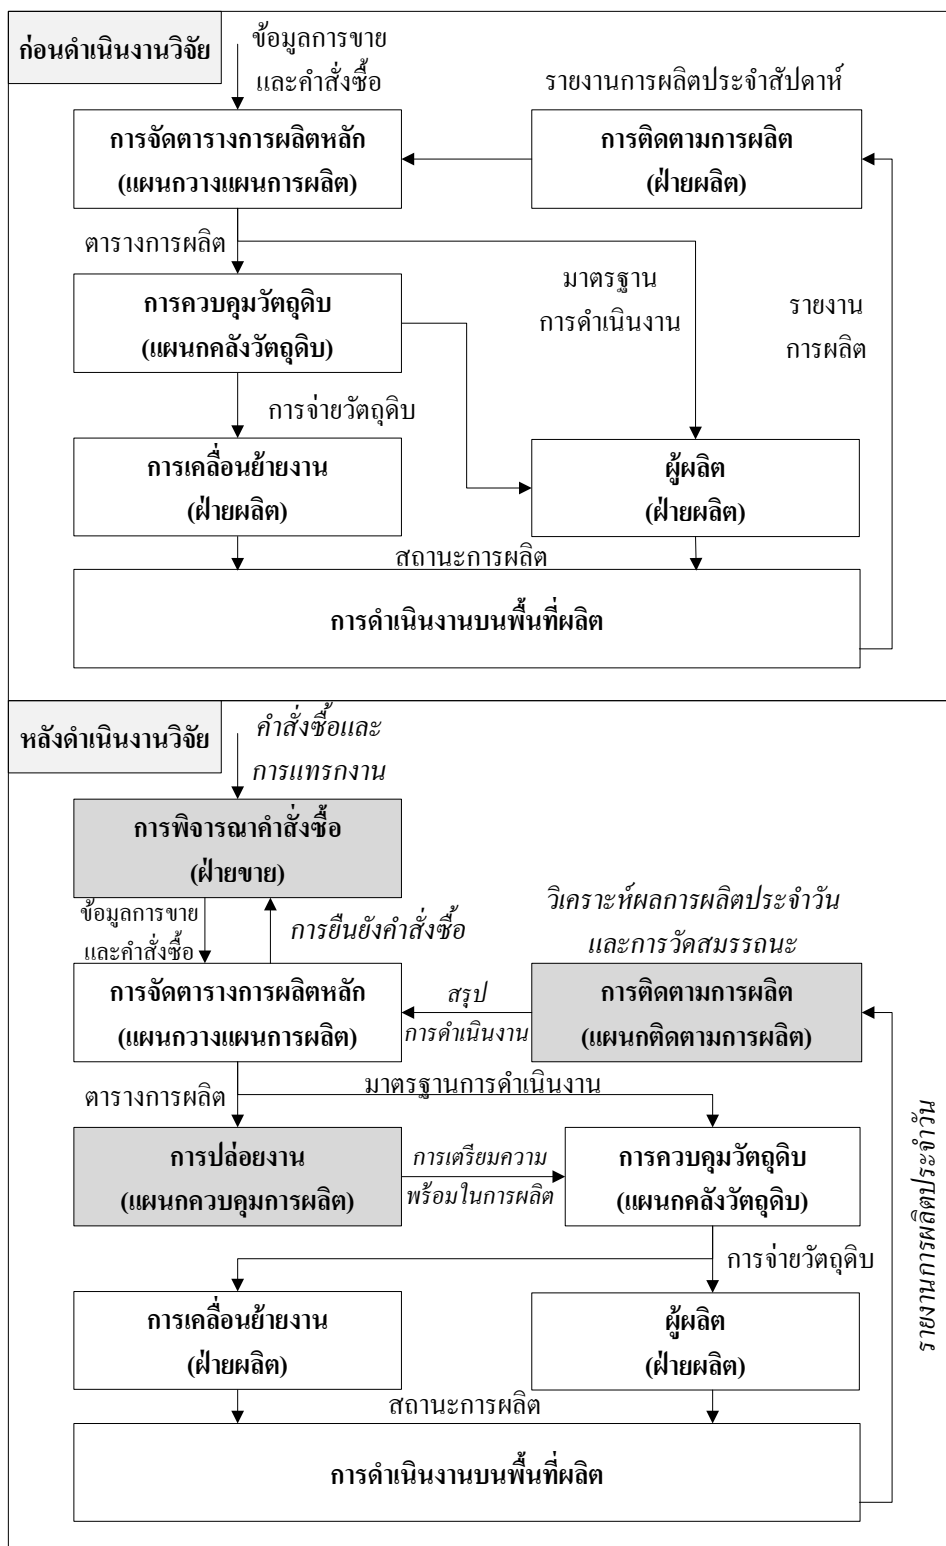 ก่อนดำเนินงานวิจัย
ข้อมูลการขาย
และคำสั่งซื้อ
รายงานการผลิตประจำสัปดาห์
การจัดตารางการผลิตหลัก
(แผนกวางแผนการผลิต)
การติดตามการผลิต
(ฝ่ายผลิต)
ตารางการผลิต
มาตรฐาน
การดำเนินงาน
รายงาน
การผลิต
การควบคุมวัตถุดิบ
(แผนกคลังวัตถุดิบ)
การจ่ายวัตถุดิบ
การเคลื่อนย้ายงาน
(ฝ่ายผลิต)
ผู้ผลิต
(ฝ่ายผลิต)
สถานะการผลิต
การดำเนินงานบนพื้นที่ผลิต
หลังดำเนินงานวิจัย
คำสั่งซื้อและ
การแทรกงาน
การพิจารณาคำสั่งซื้อ
(ฝ่ายขาย)
ข้อมูลการขาย
และคำสั่งซื้อ
การยืนยังคำสั่งซื้อ
วิเคราะห์ผลการผลิตประจำวัน
และการวัดสมรรถนะ
การจัดตารางการผลิตหลัก
(แผนกวางแผนการผลิต)
สรุป
การดำเนินงาน
การติดตามการผลิต
(แผนกติดตามการผลิต)
ตารางการผลิต
มาตรฐานการดำเนินงาน
การปล่อยงาน
(แผนกควบคุมการผลิต)
การเตรียมความ
พร้อมในการผลิต
การควบคุมวัตถุดิบ
(แผนกคลังวัตถุดิบ)
รายงานการผลิตประจำวัน
การจ่ายวัตถุดิบ
การเคลื่อนย้ายงาน
(ฝ่ายผลิต)
ผู้ผลิต
(ฝ่ายผลิต)
สถานะการผลิต
การดำเนินงานบนพื้นที่ผลิต